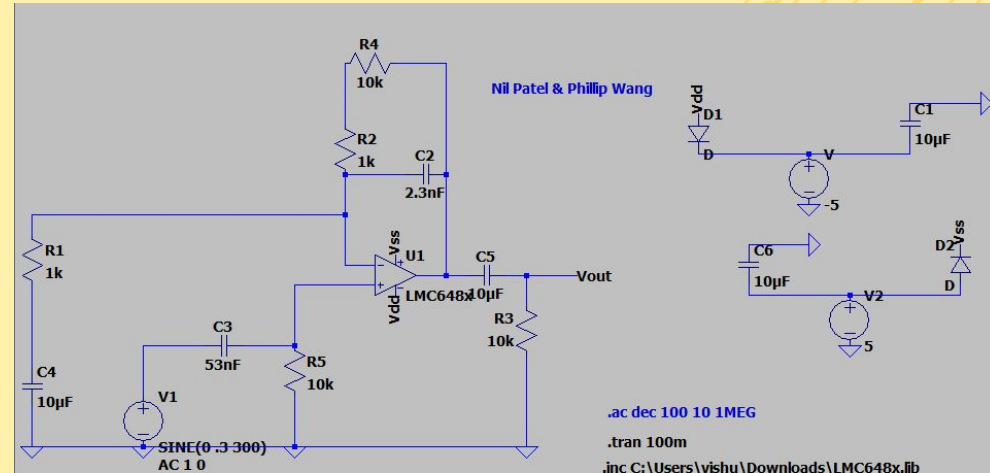 R4
10k
Nil Patel & Phillip Wang
R2
1k
C2
2.3nF
R1
1k
Vss
U1
LMC648x
Vdd
C5
10µF
Vout
R3
10k
C3
53nF
R5
10k
C4
10µF
V1
SINE(0 .3 300)
AC 1 0
Vdd
D1
D
V
-5
C1
10µF
C6
10µF
Vss
D2
D
V2
5
.ac dec 100 10 1MEG
.tran 100m
.inc C:\Users\vishu\Downloads\LMC648x.lib